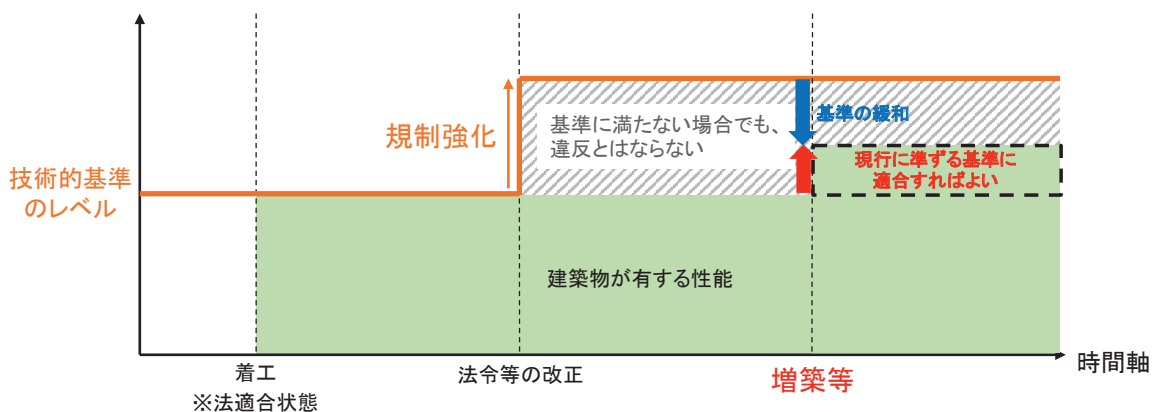 規制強化
基準に満たない場合でも、
違反とはならない
基準の緩和
現行に準ずる基準に
適合すればよい
技術的基準
のレベル
建築物が有する性能
時間軸
着工
※法適合状態
法令等の改正
増築等